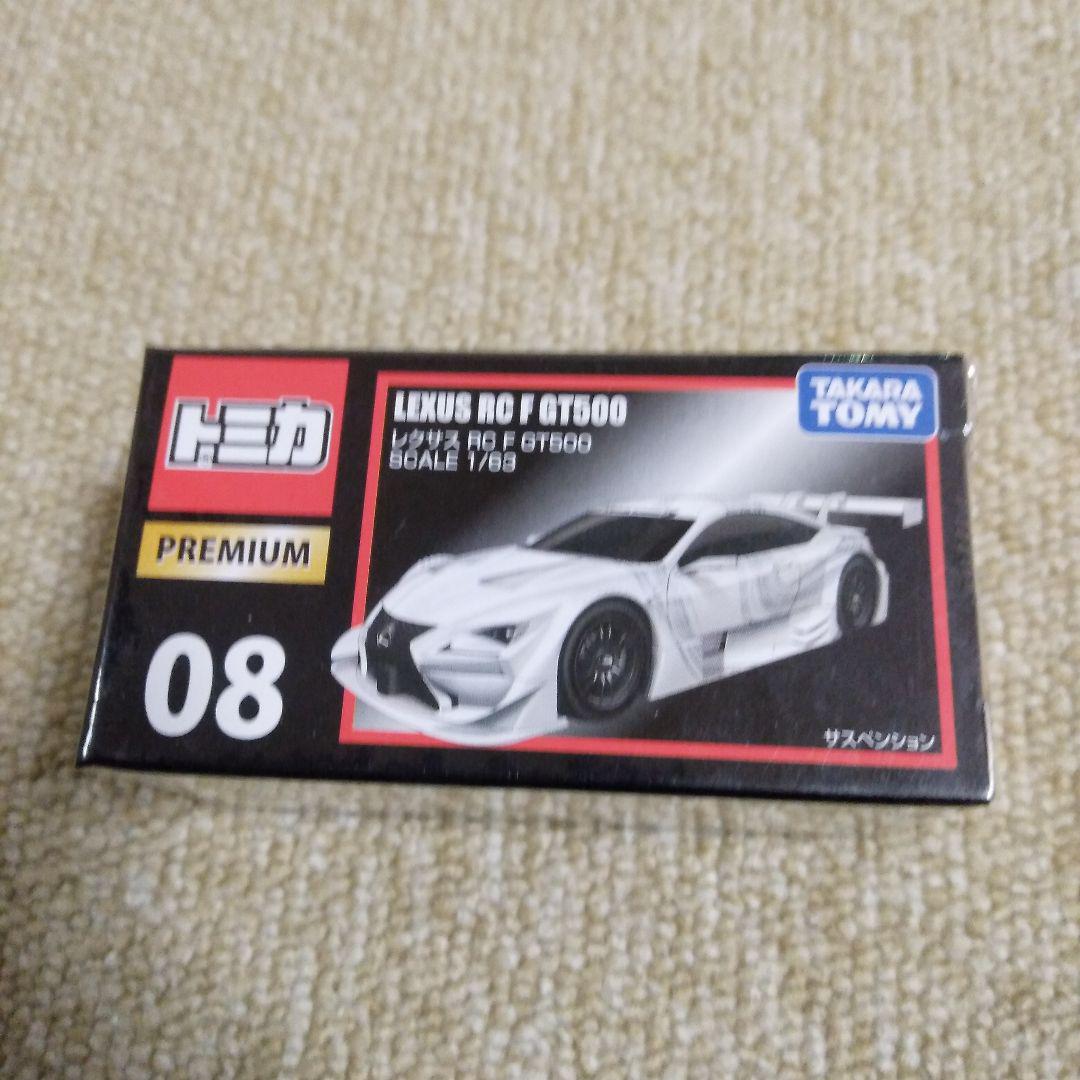 トミカ
PREMIUM
08
LEXUS RC F GT500
レクサス RC F GT500
SCALE 1/63
TAKARA
TOMY
サスペンション